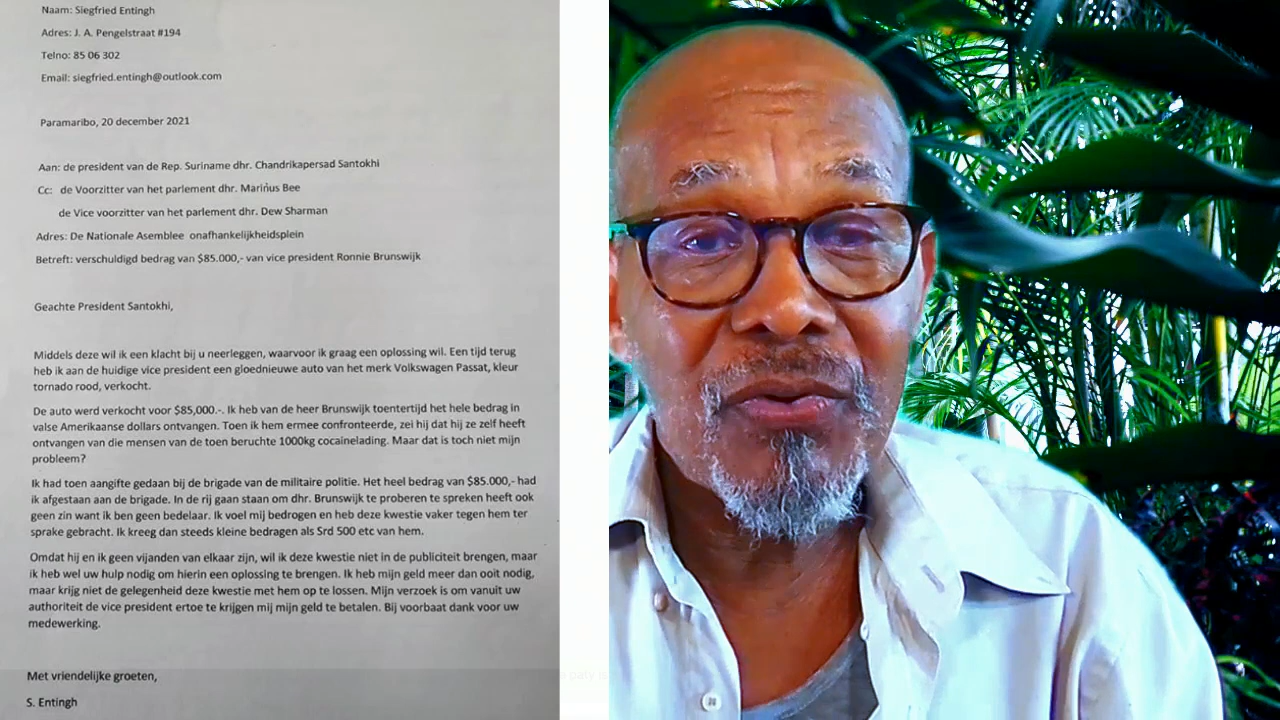 Naam: Siegfried Entingh
Adres: J. A. Pengelstraat #194
Telno: 85 06 302
Email: siegfried.entingh@outlook.com
Paramaribo, 20 december 2021
Aan: de president van de Rep. Suriname dhr. Chandrikapersad Santokhi
Cc: de Voorzitter van het parlement dhr. Marinus Bee
de Vice voorzitter van het parlement dhr. Dew Sharman
Adres: De Nationale Asemblee onafhankelijkheidsplein
Betreft: verschuldigd bedrag van $85.000,- van vice president Ronnie Brunswijk
Geachte President Santokhi,
Middels deze wil ik een klacht bij u neerleggen, waarvoor ik graag een oplossing wil. Een tijd terug
heb ik aan de huidige vice president een gloednieuwe auto van het merk Volkswagen Passat, kleur
tornado rood, verkocht.
De auto werd verkocht voor $85,000.-. Ik heb van de heer Brunswijk toentertijd het hele bedrag in
valse Amerikaanse dollars ontvangen. Toen ik hem ermee confronteerde, zei hij dat hij ze zelf heeft
ontvangen van die mensen van de toen beruchte 1000kg cocainelading. Maar dat is toch niet mijn
probleem?
Ik had toen aangifte gedaan bij de brigade van de militaire politie. Het heel bedrag van $85.000,- had
ik afgestaan aan de brigade. In de rij gaan staan om dhr. Brunswijk te proberen te spreken heeft ook
geen zin want ik ben geen bedelaar. Ik voel mij bedrogen en heb deze kwestie vaker tegen hem ter
sprake gebracht. Ik kreeg dan steeds kleine bedragen als Srd 500 etc van hem.
Omdat hij en ik geen vijanden van elkaar zijn, wil ik deze kwestie niet in de publiciteit brengen, maar
ik heb wel uw hulp nodig om hierin een oplossing te brengen. Ik heb mijn geld meer dan ooit nodig,
maar krijg niet de gelegenheid deze kwestie met hem op te lossen. Mijn verzoek is om vanuit uw
authoriteit de vice president ertoe te krijgen mij mijn geld te betalen. Bij voorbaat dank voor uw
medewerking.
Met vriendelijke groeten,
S. Entingh